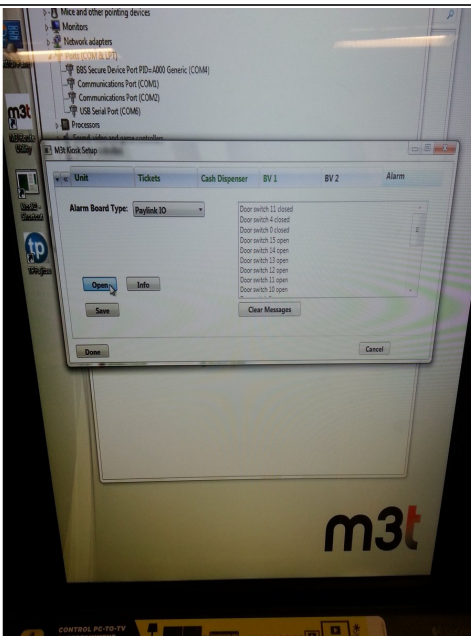 Mice and other pointing devices
Monitors
Network adapters
Ports (COM & LPT)
BBS Secure Device Port PID=A000 Generic (COM4)
Communications Port (COM1)
Communications Port (COM2)
USB Serial Port (COM6)
Processors
Sound, video and game controllers
m3t
M3t Kiosk Setup
Unit Tickets Cash Dispenser BV 1 BV 2 Alarm
Alarm Board Type: Paylink IO
Door switch 11 closed
Door switch 4 closed
Door switch 0 closed
Door switch 15 open
Door switch 14 open
Door switch 13 open
Door switch 12 open
Door switch 11 open
Door switch 10 open
Open Info
Save Clear Messages
Done Cancel
tp
m3t
CONTROL PC-TO-TV